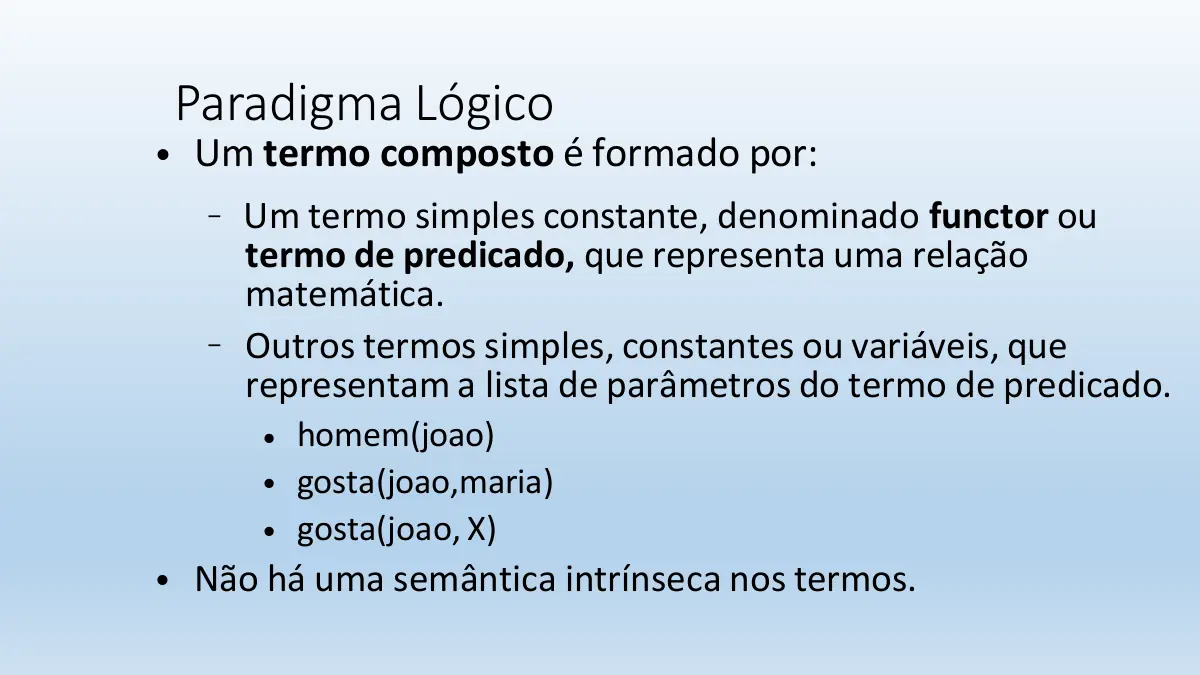 Paradigma Lógico
• Um termo composto é formado por:
– Um termo simples constante, denominado functor ou
termo de predicado, que representa uma relação
matemática.
– Outros termos simples, constantes ou variáveis, que
representam a lista de parâmetros do termo de predicado.
• homem(joao)
• gosta(joao,maria)
• gosta(joao, X)
• Não há uma semântica intrínseca nos termos.